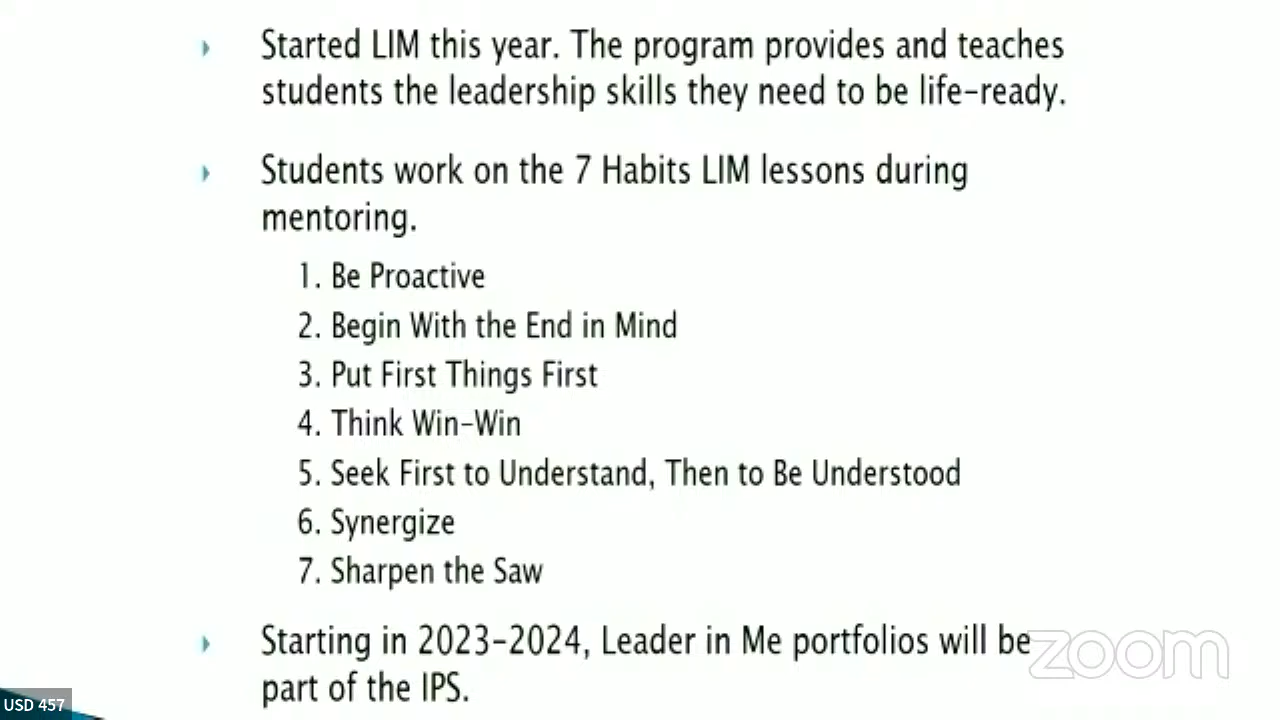 Started LIM this year. The program provides and teaches
students the leadership skills they need to be life-ready.
Students work on the 7 Habits LIM lessons during
mentoring.
1. Be Proactive
2. Begin With the End in Mind
3. Put First Things First
4. Think Win-Win
5. Seek First to Understand, Then to Be Understood
6. Synergize
7. Sharpen the Saw
Starting in 2023-2024, Leader in Me portfolios will be
part of the IPS.
zoom
USD 457